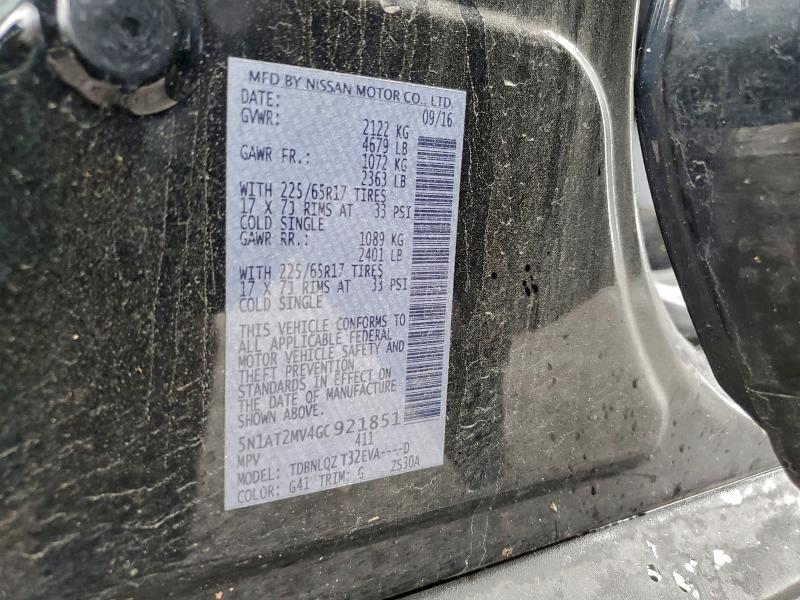 MFD BY NISSAN MOTOR CO., LTD.
DATE: 09/16
GVWR: 2122 KG
4679 LB
GAWR FR.: 1072 KG
2363 LB
WITH 225/65R17 TIRES
17 X 7J RIMS AT 33 PSI
COLD SINGLE
GAWR RR.: 1089 KG
2401 LB
WITH 225/65R17 TIRES
17 X 7J RIMS AT 33 PSI
COLD SINGLE
THIS VEHICLE CONFORMS TO
ALL APPLICABLE FEDERAL
MOTOR VEHICLE SAFETY AND
THEFT PREVENTION
STANDARDS IN EFFECT ON
THE DATE OF MANUFACTURE
SHOWN ABOVE.
5N1AT2MV4GC921851
MPV 411
MODEL: TDBNLQZ T32EVA----D
COLOR: G41 TRIM: G ZS30A